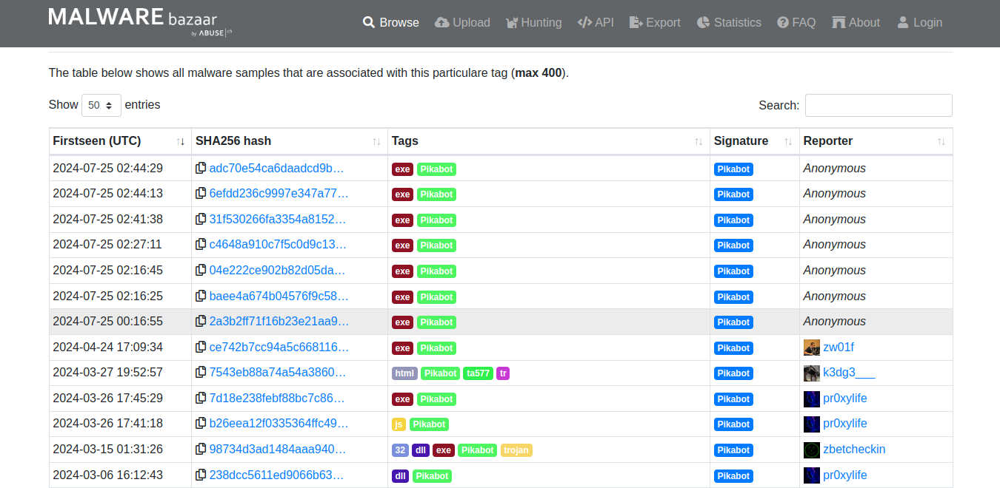 MALWARE bazaar
by ABUSE|ch
Browse Upload Hunting API Export Statistics FAQ About Login
The table below shows all malware samples that are associated with this particulare tag (max 400).
Show 50 entries Search:
Firstseen (UTC) SHA256 hash Tags Signature Reporter
2024-07-25 02:44:29 adc70e54ca6daadcd9b… exe Pikabot Pikabot Anonymous
2024-07-25 02:44:13 6efdd236c9997e347a77… exe Pikabot Pikabot Anonymous
2024-07-25 02:41:38 31f530266fa3354a8152… exe Pikabot Pikabot Anonymous
2024-07-25 02:27:11 c4648a910c7f5c0d9c13… exe Pikabot Pikabot Anonymous
2024-07-25 02:16:45 04e222ce902b82d05da… exe Pikabot Pikabot Anonymous
2024-07-25 02:16:25 baee4a674b04576f9c58… exe Pikabot Pikabot Anonymous
2024-07-25 00:16:55 2a3b2ff71f16b23e21aa9… exe Pikabot Pikabot Anonymous
2024-04-24 17:09:34 ce742b7cc94a5c668116… exe Pikabot Pikabot zw01f
2024-03-27 19:52:57 7543eb88a74a54a3860… html Pikabot ta577 tr Pikabot k3dg3___
2024-03-26 17:45:29 7d18e238febf88bc7c86… exe Pikabot Pikabot pr0xylife
2024-03-26 17:41:18 b26eea12f0335364ffc49… js Pikabot Pikabot pr0xylife
2024-03-15 01:31:26 98734d3ad1484aaa940… 32 dll exe Pikabot trojan Pikabot zbetcheckin
2024-03-06 16:12:43 238dcc5611ed9066b63… dll Pikabot Pikabot pr0xylife